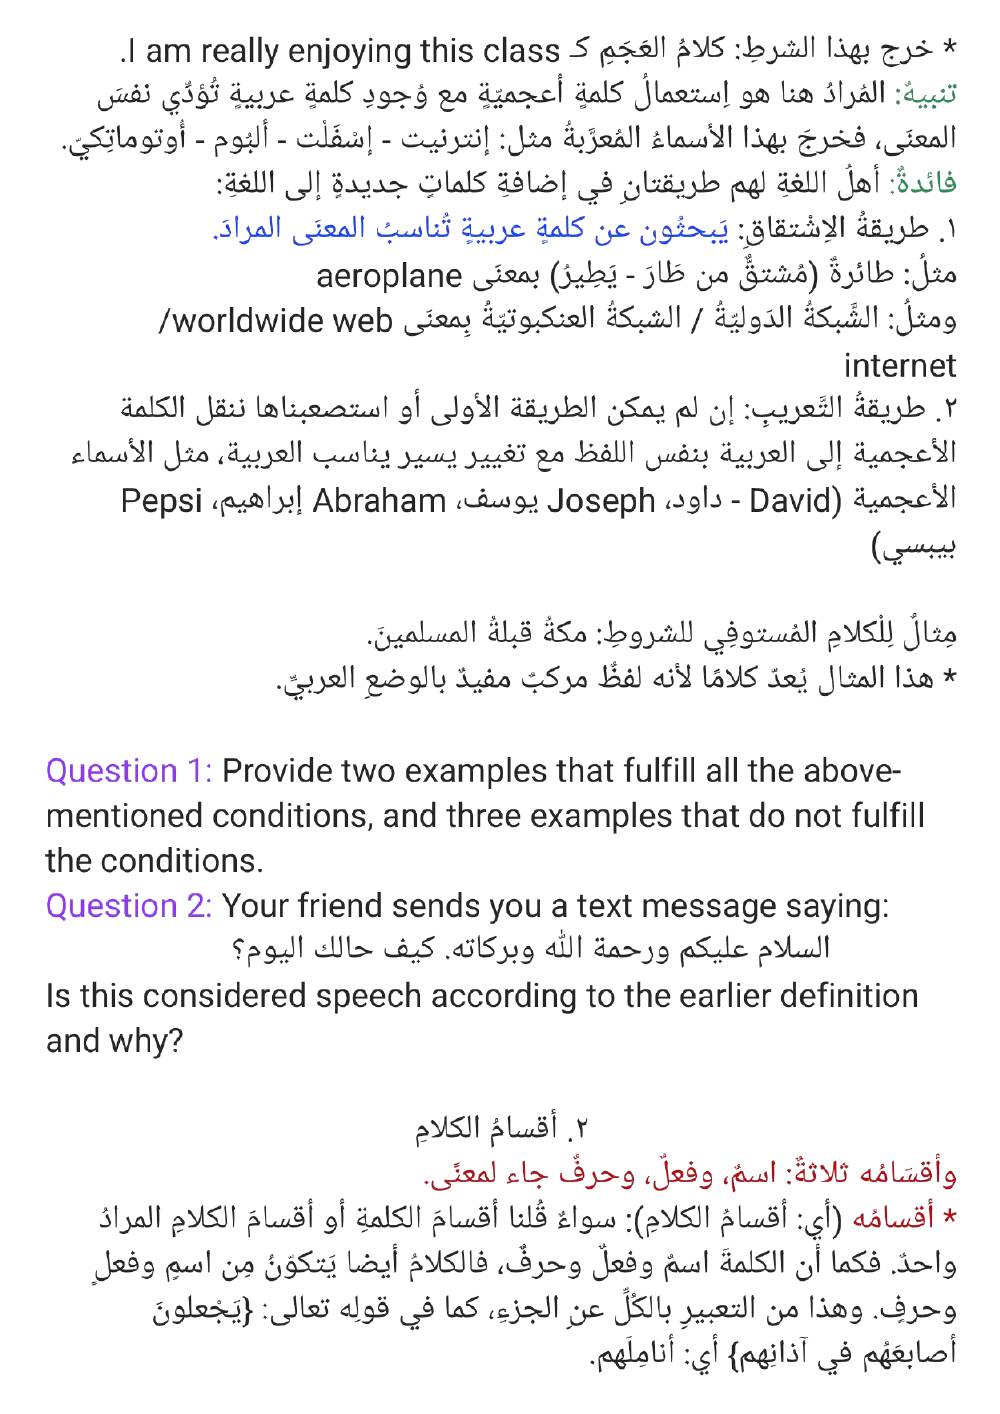 * خرج بهذا الشرطِ: كلامُ العَجَمِ كـ I am really enjoying this class.
تنبيهٌ: المُرادُ هنا هو اِستعمالُ كلمةٍ أعجميّةٍ مع وُجودِ كلمةٍ عربيةٍ تُؤدِّي نفسَ
المعنَى، فخرجَ بهذا الأسماءُ المُعرَّبةُ مثل: إنترنيت - إسْفَلْت - ألبُوم - أوتوماتِكيّ.
فائدةٌ: أهلُ اللغةِ لهم طريقتانِ في إضافةِ كلماتٍ جديدةٍ إلى اللغةِ:
١. طريقةُ الاِشْتقاقِ: يَبحثُون عن كلمةٍ عربيةٍ تُناسبُ المعنَى المرادَ.
مثلُ: طائرةٌ (مُشتقٌّ من طَارَ - يَطِيرُ) بمعنَى aeroplane
ومثلُ: الشَّبكةُ الدَوليّةُ / الشبكةُ العنكبوتيّةُ بِمعنَى worldwide web/
internet
٢. طريقةُ التَّعريبِ: إن لم يمكن الطريقة الأولى أو استصعبناها ننقل الكلمة
الأعجمية إلى العربية بنفس اللفظ مع تغيير يسير يناسب العربية، مثل الأسماء
الأعجمية (David - داود، Joseph يوسف، Abraham إبراهيم، Pepsi
بيبسي)
مِثالٌ لِلْكلامِ المُستوفِي للشروطِ: مكةُ قبلةُ المسلمينَ.
* هذا المثال يُعدّ كلامًا لأنه لفظٌ مركبٌ مفيدٌ بالوضعِ العربيِّ.
Question 1: Provide two examples that fulfill all the above-
mentioned conditions, and three examples that do not fulfill
the conditions.
Question 2: Your friend sends you a text message saying:
السلام عليكم ورحمة الله وبركاته. كيف حالك اليوم؟
Is this considered speech according to the earlier definition
and why?
٢. أقسامُ الكلامِ
وأقسَامُه ثلاثةٌ: اسمٌ، وفعلٌ، وحرفٌ جاء لمعنًى.
* أقسامُه (أي: أقسامُ الكلامِ): سواءٌ قُلنا أقسامَ الكلمةِ أو أقسامَ الكلامِ المرادُ
واحدٌ. فكما أن الكلمةَ اسمٌ وفعلٌ وحرفٌ، فالكلامُ أيضا يَتكوّنُ مِن اسمٍ وفعلٍ
وحرفٍ. وهذا من التعبيرِ بالكُلِّ عنِ الجزءِ، كما في قولِه تعالى: {يَجْعلونَ
أصابعَهُم في آذانِهم} أي: أنامِلَهم.